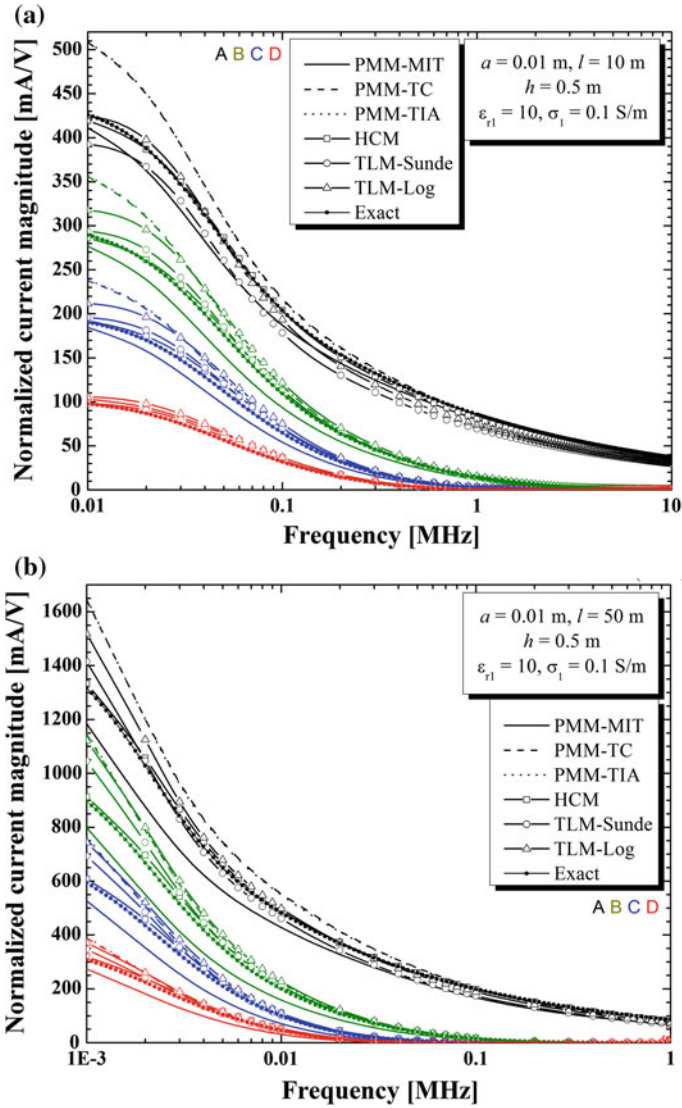 (a)
A B C D
PMM-MIT
PMM-TC
PMM-TIA
HCM
TLM-Sunde
TLM-Log
Exact
a = 0.01 m, l = 10 m
h = 0.5 m
εr1 = 10, σ1 = 0.1 S/m
Normalized current magnitude [mA/V]
500
450
400
350
300
250
200
150
100
50
0
0.01 0.1 1 10
Frequency [MHz]
(b)
a = 0.01 m, l = 50 m
h = 0.5 m
εr1 = 10, σ1 = 0.1 S/m
PMM-MIT
PMM-TC
PMM-TIA
HCM
TLM-Sunde
TLM-Log
Exact
A B C D
Normalized current magnitude [mA/V]
1600
1400
1200
1000
800
600
400
200
0
1E-3 0.01 0.1 1
Frequency [MHz]